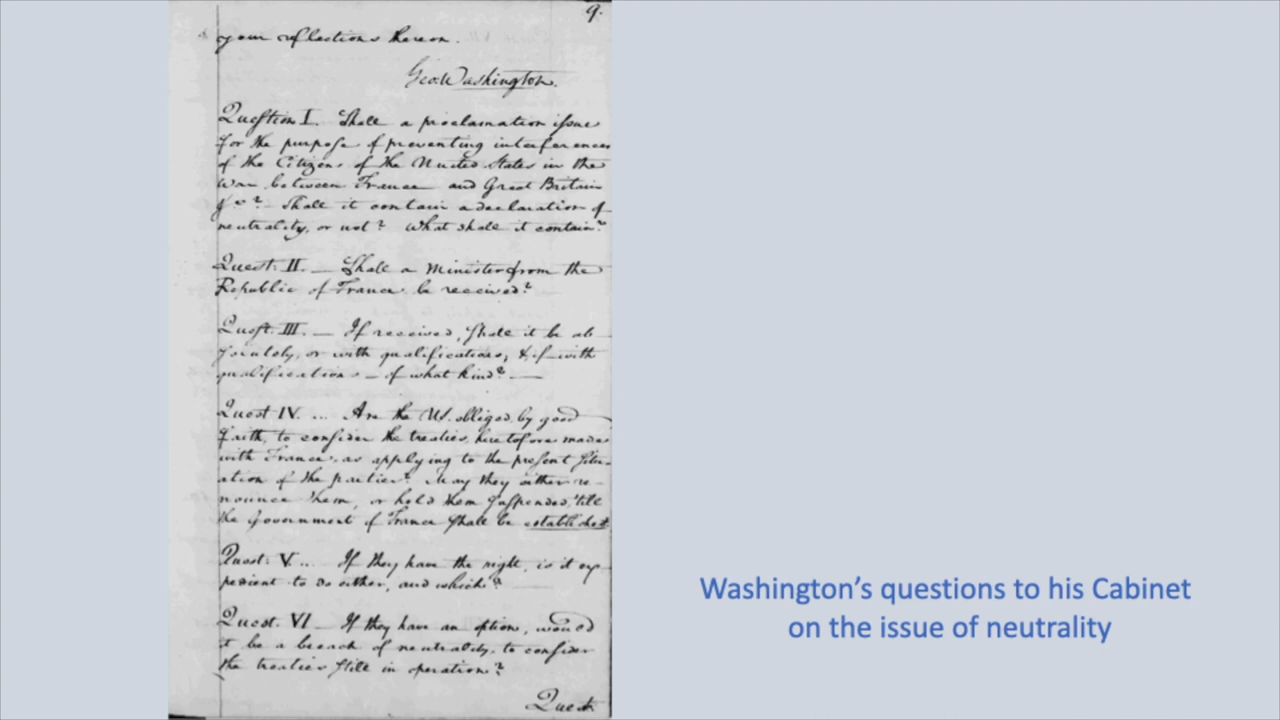 9.
your reflections thereon.
Geo. Washington.
Question I. Shall a proclamation issue
for the purpose of preventing interferences
of the Citizens of the United States in the
war between France and Great Britain
&c? Shall it contain a declaration of
neutrality, or not? What shall it contain?
Quest: II. — Shall a Minister from the
Republic of France be received?
Quest. III. — If received, shall it be ab
solutely, or with qualifications; & if with
qualifications — of what kind? —
Quest IV. ... Are the U. obliged by good
faith, to consider the treaties heretofore made
with France as applying to the present situ-
ation of the parties? May they either re-
nounce them, or hold them suspended 'till
the Government of France shall be established.
Quest: V... If they have the right, is it ex
pedient to do either, and which?
Quest. VI — If they have an option, would
it be a breach of neutrality, to consider
the treaties still in operation?
Quest.
Washington's questions to his Cabinet
on the issue of neutrality